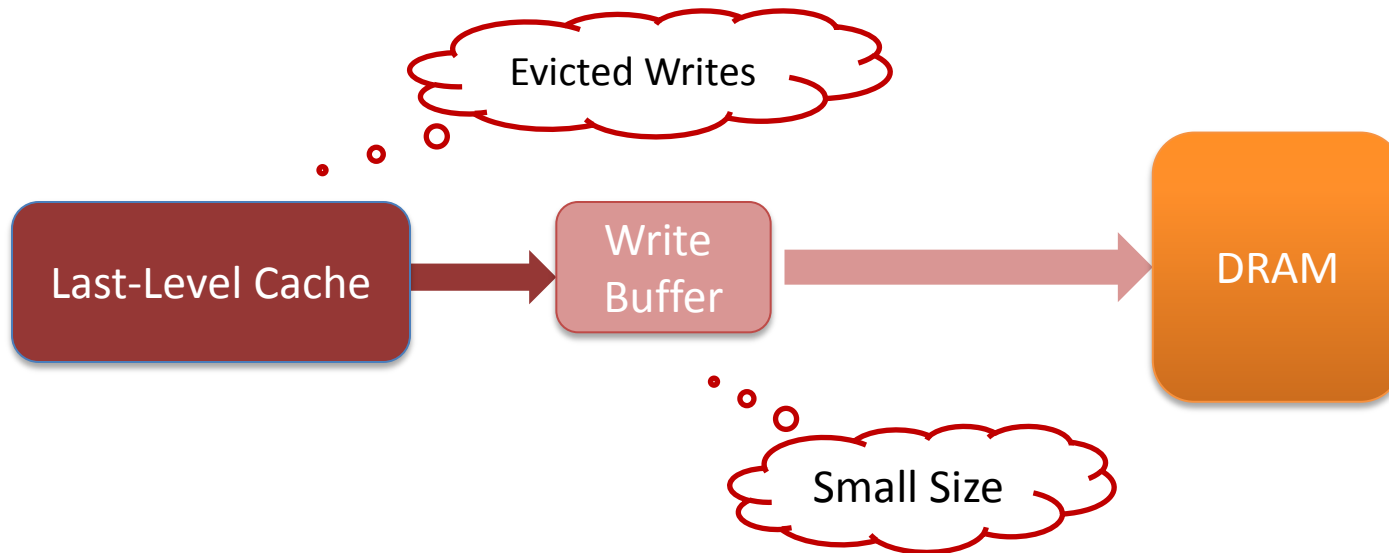 Evicted Writes
Last-Level Cache
Write
Buffer
DRAM
Small Size